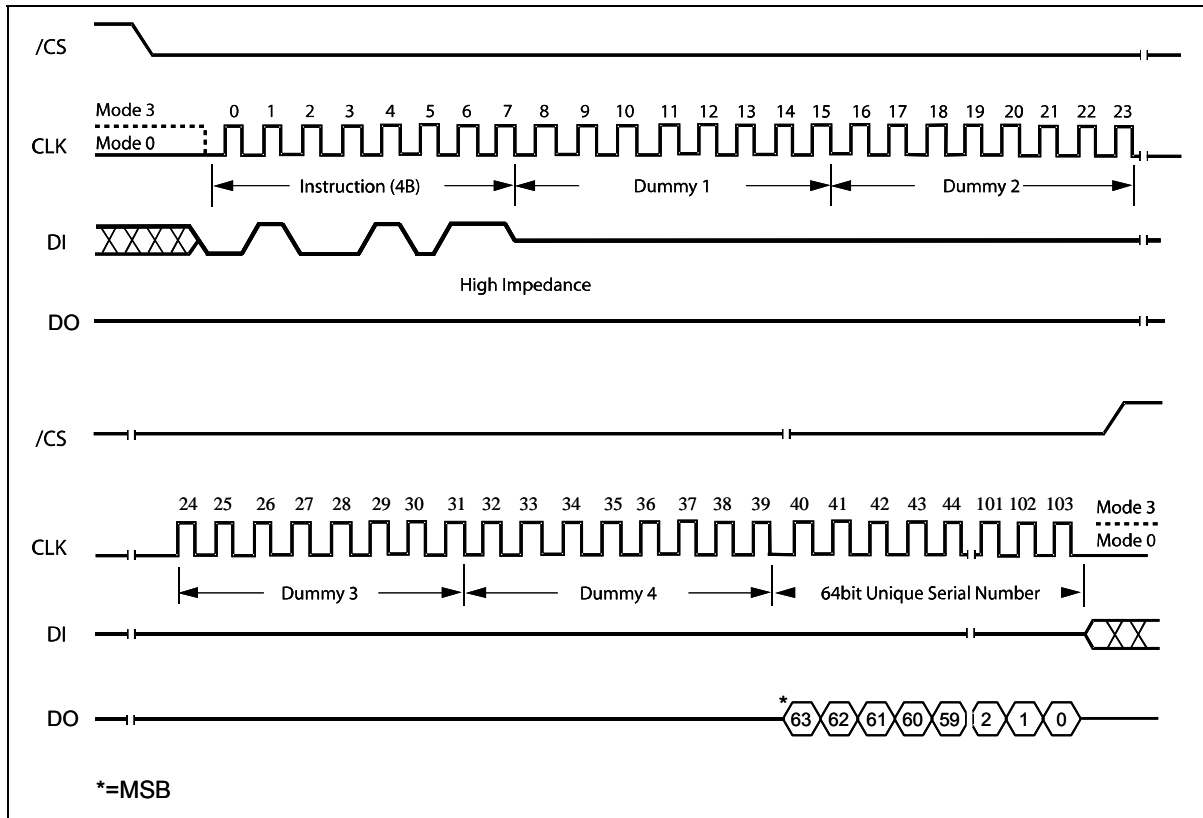 /CS
Mode 3
0 1 2 3 4 5 6 7 8 9 10 11 12 13 14 15 16 17 18 19 20 21 22 23
CLK
Mode 0
Instruction (4B)
Dummy 1
Dummy 2
DI
High Impedance
DO
/CS
24 25 26 27 28 29 30 31 32 33 34 35 36 37 38 39 40 41 42 43 44 101 102 103
Mode 3
CLK
Mode 0
Dummy 3
Dummy 4
64bit Unique Serial Number
DI
*
DO
63 62 61 60 59 2 1 0
*=MSB